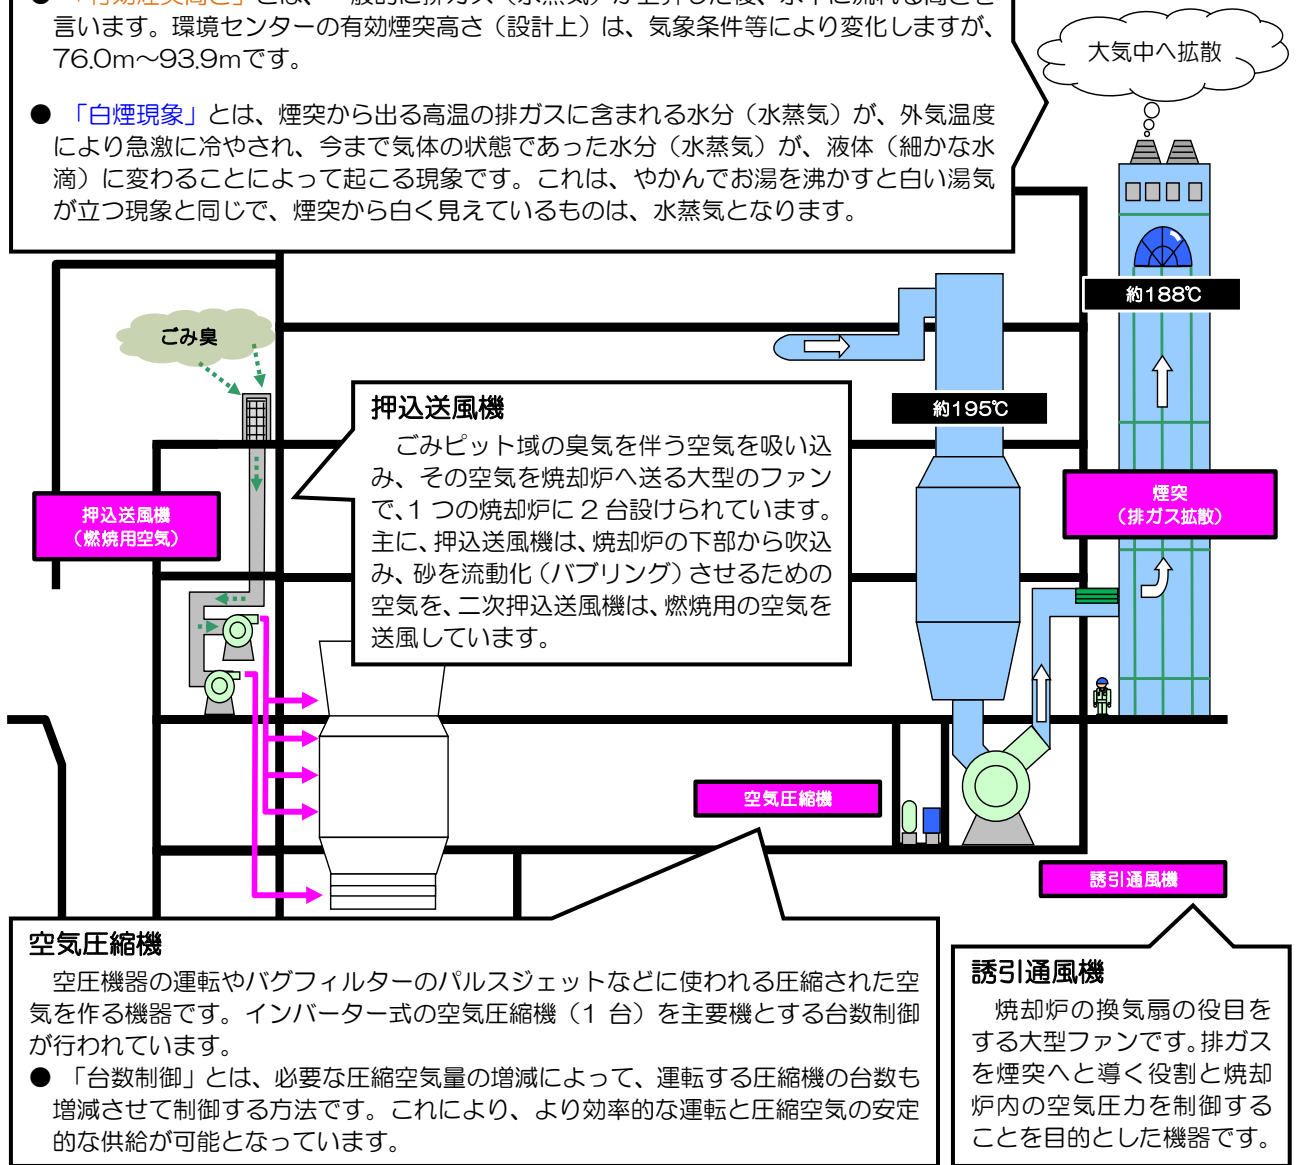 言います。環境センターの有効煙突高さ（設計上）は、気象条件等により変化しますが、
76.0m～93.9mです。
● 「白煙現象」とは、煙突から出る高温の排ガスに含まれる水分（水蒸気）が、外気温度
により急激に冷やされ、今まで気体の状態であった水分（水蒸気）が、液体（細かな水
滴）に変わることによって起こる現象です。これは、やかんでお湯を沸かすと白い湯気
が立つ現象と同じで、煙突から白く見えているものは、水蒸気となります。
大気中へ拡散
約188℃
ごみ臭
約195℃
押込送風機
ごみピット域の臭気を伴う空気を吸い込
み、その空気を焼却炉へ送る大型のファン
で、1つの焼却炉に2台設けられています。
主に、押込送風機は、焼却炉の下部から吹込
み、砂を流動化（バブリング）させるための
空気を、二次押込送風機は、燃焼用の空気を
送風しています。
押込送風機
（燃焼用空気）
煙突
（排ガス拡散）
空気圧縮機
誘引通風機
空気圧縮機
空圧機器の運転やバグフィルターのパルスジェットなどに使われる圧縮された空
気を作る機器です。インバーター式の空気圧縮機（1 台）を主要機とする台数制御
が行われています。
● 「台数制御」とは、必要な圧縮空気量の増減によって、運転する圧縮機の台数も
増減させて制御する方法です。これにより、より効率的な運転と圧縮空気の安定
的な供給が可能となっています。
誘引通風機
焼却炉の換気扇の役目を
する大型ファンです。排ガス
を煙突へと導く役割と焼却
炉内の空気圧力を制御する
ことを目的とした機器です。